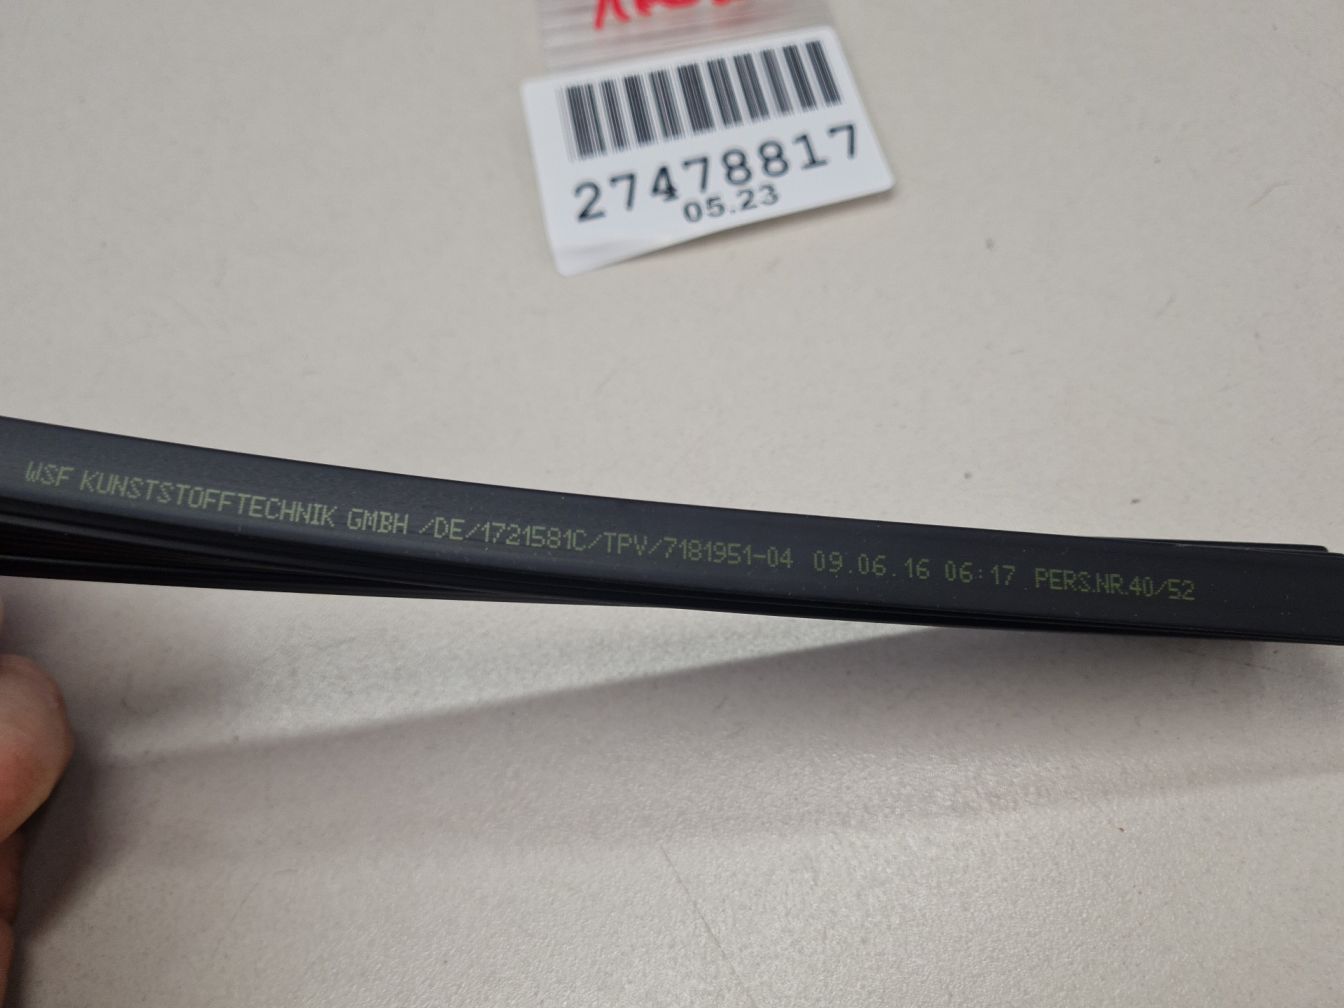 27478817
05.23
WSF KUNSTSTOFFTECHNIK GMBH /DE/1721581C/TPV/7181951-04 09.06.16 06:17 PERS.NR.40/52